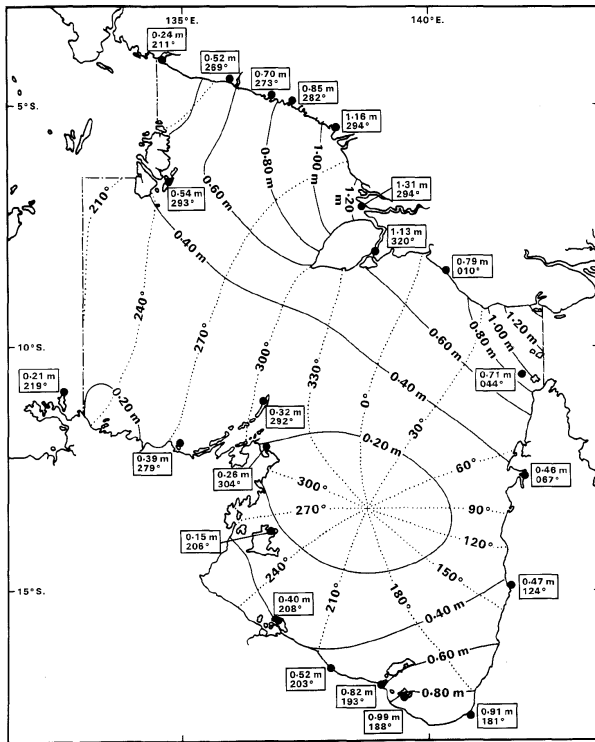 135°E.
140°E.
0·24 m
211°
0·52 m
269°
0·70 m
273°
0·85 m
282°
5°S.
1·16 m
294°
1·00 m
0·80 m
0·60 m
1·20 m
0·54 m
293°
210°
1·31 m
294°
0·40 m
1·13 m
320°
0·79 m
010°
240°
270°
300°
330°
0°
30°
0·60 m
0·80 m
1·00 m
1·20 m
10°S.
0·40 m
0·71 m
044°
0·21 m
219°
0·20 m
0·32 m
292°
0·39 m
279°
0·26 m
304°
0·20 m
60°
0·46 m
067°
300°
270°
90°
120°
0·15 m
206°
240°
210°
180°
150°
15°S.
0·47 m
124°
0·40 m
208°
0·40 m
0·52 m
203°
0·60 m
0·82 m
193°
0·80 m
0·99 m
188°
0·91 m
181°